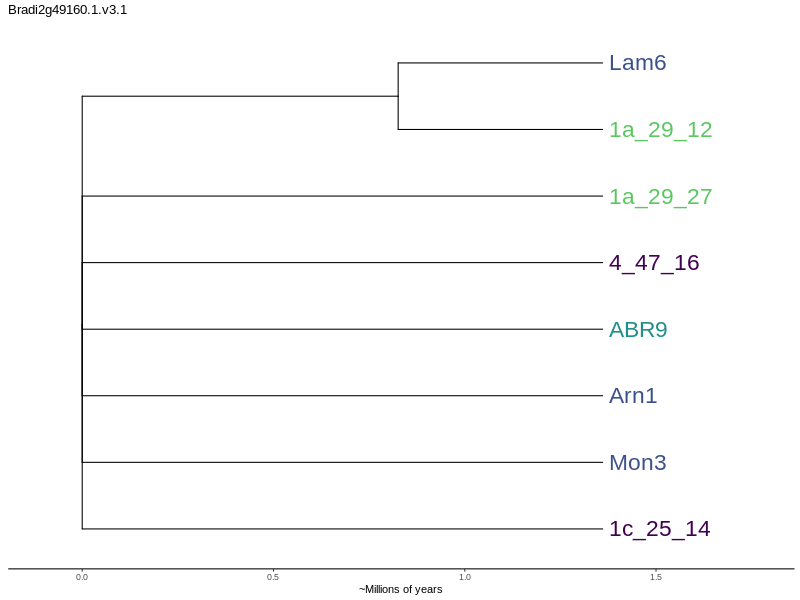 Bradi2g49160.1.v3.1
Lam6
1a_29_12
1a_29_27
4_47_16
ABR9
Arn1
Mon3
1c_25_14
0.0 0.5 1.0 1.5
~Millions of years